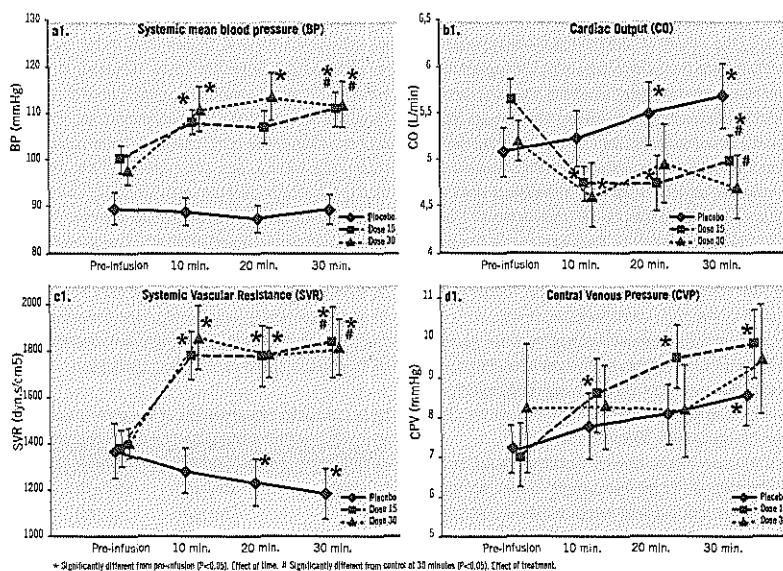 a1. Systemic mean blood pressure (BP)
BP (mmHg)
120
110
100
90
80
Pre-infusion 10 min. 20 min. 30 min.
Placebo
Dose 15
Dose 30
* * * * *
# #
b1. Cardiac Output (CO)
CO (L/min)
6,5
6
5,5
5
4,5
4
Pre-infusion 10 min. 20 min. 30 min.
Placebo
Dose 15
Dose 30
* * * * * *
# #
c1. Systemic Vascular Resistance (SVR)
SVR (dyn.s/cm5)
2000
1800
1600
1400
1200
1000
Pre-infusion 10 min. 20 min. 30 min.
Placebo
Dose 15
Dose 30
* * * * * * * *
# #
d1. Central Venous Pressure (CVP)
CPV (mmHg)
11
10
9
8
7
6
5
Pre-infusion 10 min. 20 min. 30 min.
Placebo
Dose 1
Dose 3
* * * *
* Significantly different from pre-infusion (P<0.05). Effect of time. # Significantly different from control at 30 minutes (P<0.05). Effect of treatment.